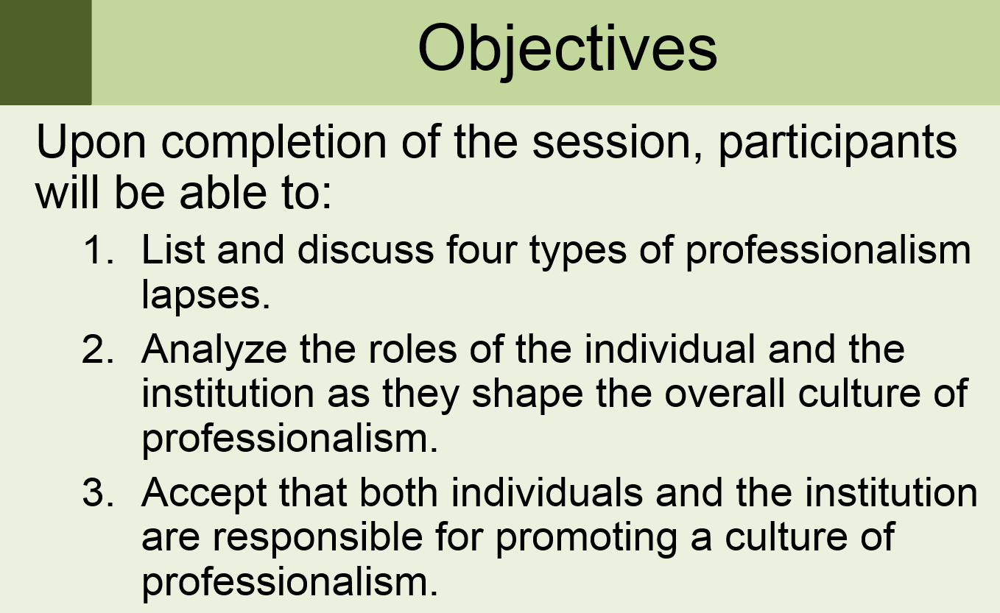 Objectives
Upon completion of the session, participants
will be able to:
1. List and discuss four types of professionalism
lapses.
2. Analyze the roles of the individual and the
institution as they shape the overall culture of
professionalism.
3. Accept that both individuals and the institution
are responsible for promoting a culture of
professionalism.